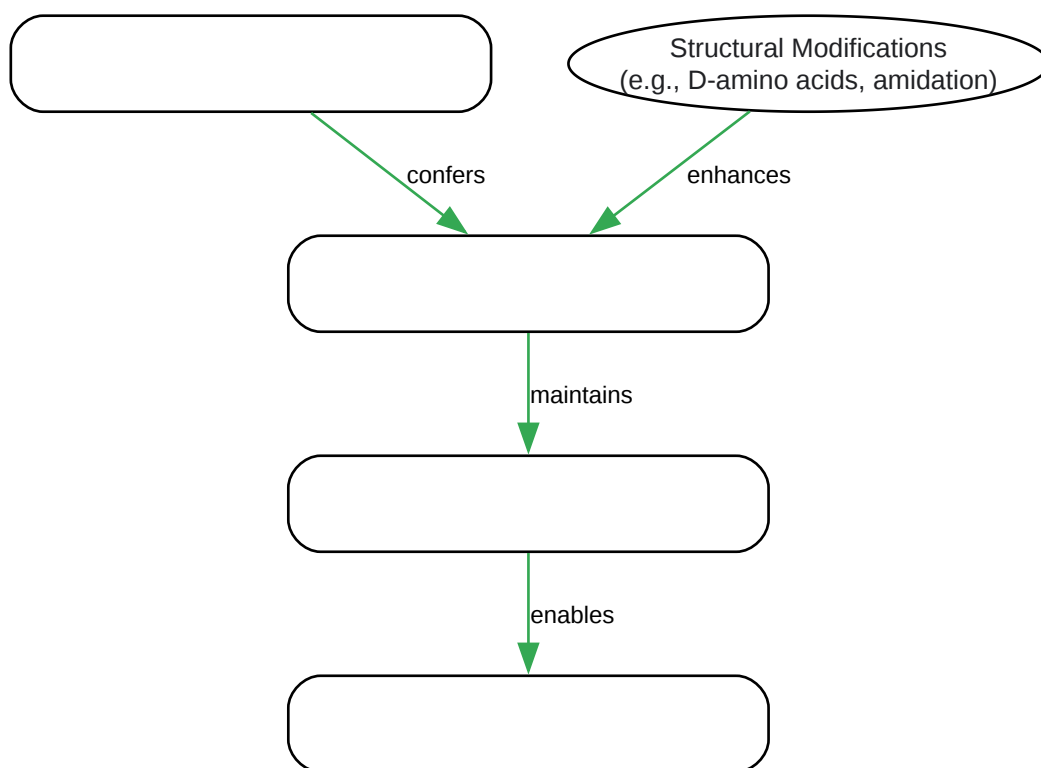 Structural Modifications
(e.g., D-amino acids, amidation)
confers
enhances
maintains
enables